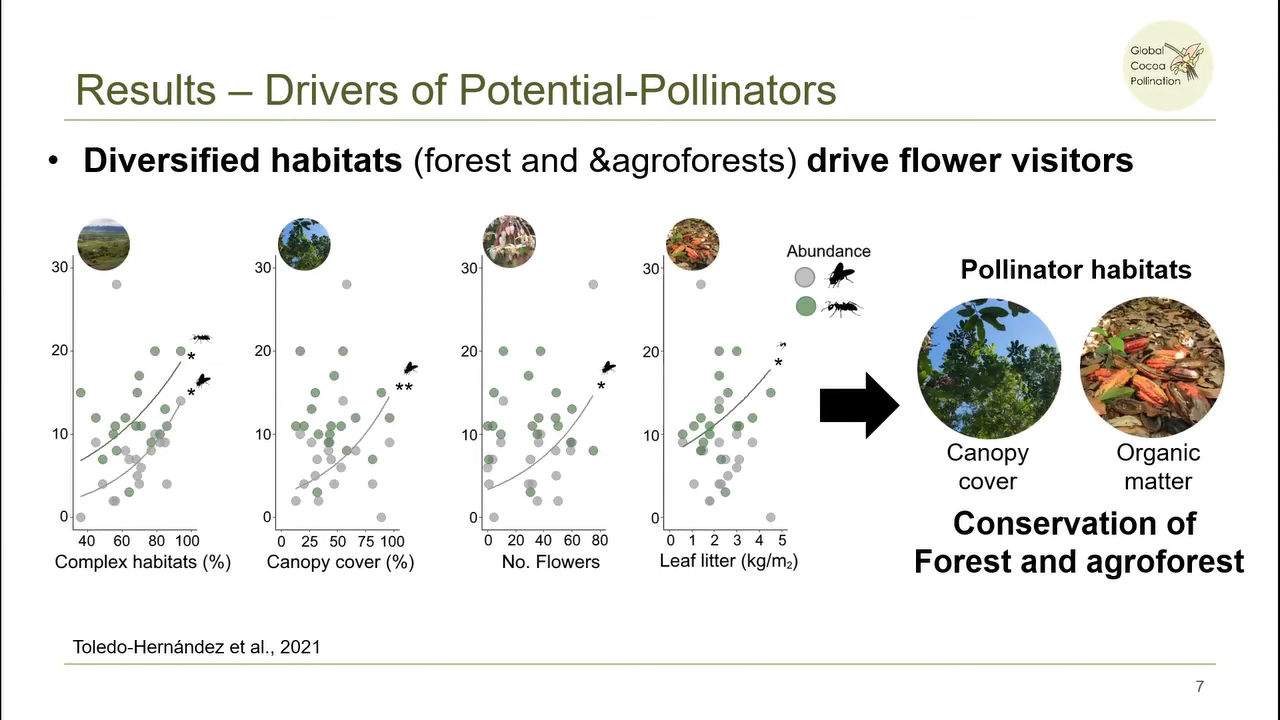 Global
Cocoa
Pollination
Results – Drivers of Potential-Pollinators
• Diversified habitats (forest and &agroforests) drive flower visitors
30
20
10
0
40 60 80 100
Complex habitats (%)
*
*
30
20
10
0
0 25 50 75 100
Canopy cover (%)
**
30
20
10
0
0 20 40 60 80
No. Flowers
*
30
20
10
0
0 1 2 3 4 5
Leaf litter (kg/m₂)
*
Abundance
Pollinator habitats
Canopy
cover
Organic
matter
Conservation of
Forest and agroforest
Toledo-Hernández et al., 2021
7